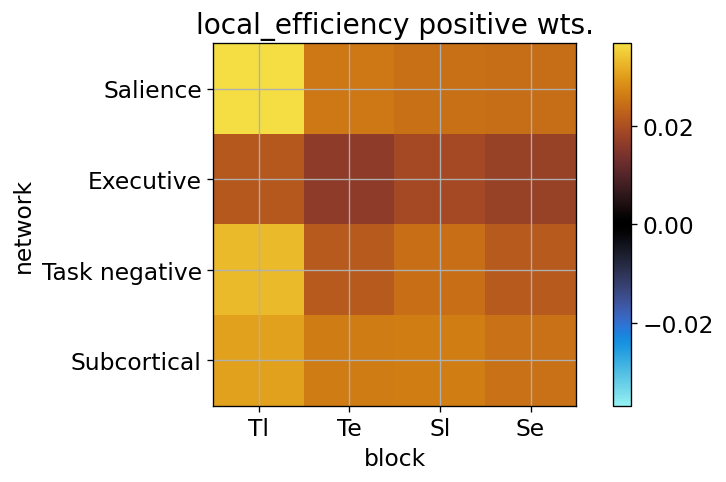 local_efficiency positive wts.
network
Salience
Executive
Task negative
Subcortical
Tl
Te
Sl
Se
block
0.02
0.00
−0.02